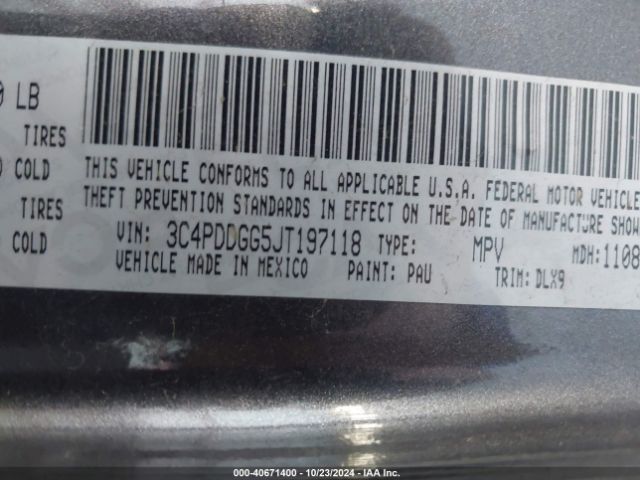 0 LB
TIRES
COLD
TIRES
COLD
THIS VEHICLE CONFORMS TO ALL APPLICABLE U.S.A. FEDERAL MOTOR VEHICLE
THEFT PREVENTION STANDARDS IN EFFECT ON THE DATE OF MANUFACTURE SHOW
VIN: 3C4PDDGG5JT197118 TYPE: MPV MDH: 1108
VEHICLE MADE IN MEXICO PAINT: PAU TRIM: DLX9
000-40671400 - 10/23/2024 - IAA Inc.